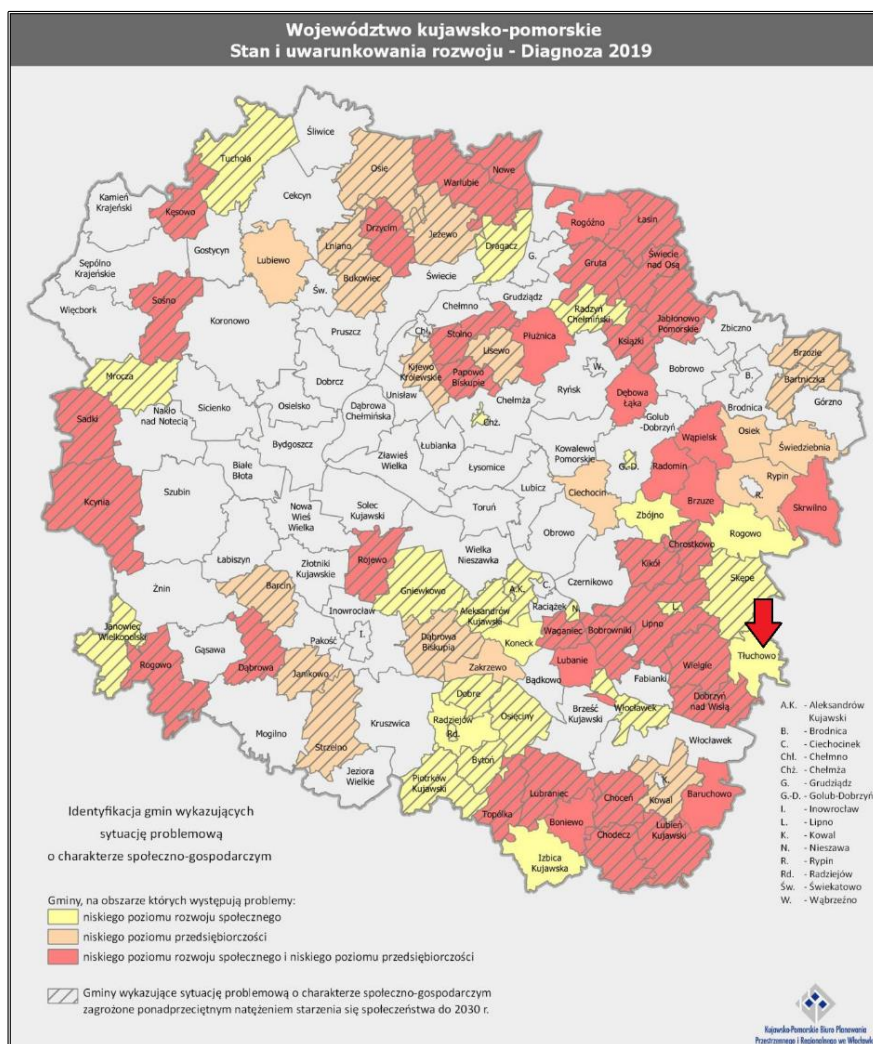 Województwo kujawsko-pomorskie
Stan i uwarunkowania rozwoju - Diagnoza 2019
Śliwice
Tuchola
Osie
Nowe
Warlubie
Kamień
Krajeński
Cekcyn
Kęsowo
Rogóźno
Łasin
Drzycim
Jeżewo
Lniano
Dragacz
Gostycyn
Lubiewo
G.
Gruta
Świecie
nad Osą
Sępólno
Krajeńskie
Bukowiec
Świecie
Sośno
Św.
Grudziądz
Więcbork
Koronowo
Chełmno
Radzyń
Chełmiński
Jabłonowo
Pomorskie
Zbiczno
Pruszcz
Chł.
Stolno
Płużnica
Książki
Lisewo
Brzozie
Mrocza
Kijewo
Królewskie
Papowo
Biskupie
W.
Bobrowo
B.
Bartniczka
Dobrcz
Unisław
Chełmża
Ryńsk
Dębowa
Łąka
Brodnica
Górzno
Sicienko
Osielsko
Dąbrowa
Chełmińska
Nakło
nad Notecią
Chż.
Golub
-Dobrzyń
Sadki
Wąpielsk
Osiek
Bydgoszcz
Łubianka
Kowalewo
Pomorskie
Świedziebnia
Zławieś
Wielka
Łysomice
G.-D.
Radomin
Białe
Błota
Rypin
Kcynia
Szubin
Lubicz
Ciechocin
Brzuze
R.
Skrwilno
Nowa
Wieś
Wielka
Solec
Kujawski
Toruń
Zbójno
Obrowo
Rogowo
Wielka
Nieszawka
Chrostkowo
Łabiszyn
Rojewo
Kikół
Złotniki
Kujawskie
Żnin
Czernikowo
Skępe
Barcin
Gniewkowo
A.K.
C.
Inowrocław
Aleksandrów
Kujawski
Raciążek
N.
L.
Janowiec
Wielkopolski
Lipno
Pakość
I.
Koneck
Waganiec
Bobrowniki
Gąsawa
Dąbrowa
Biskupia
Tłuchowo
Rogowo
Dąbrowa
Janikowo
Zakrzewo
Lubanie
Fabianki
Wielgie
Bądkowo
Dobre
Dobrzyń
nad Wisłą
Osięciny
Brześć
Kujawski
Włocławek
Kruszwica
Radziejów
Rd.
Mogilno
Strzelno
Włocławek
Bytoń
Jeziora
Wielkie
Piotrków
Kujawski
K.
Kowal
Lubraniec
Choceń
Baruchowo
Topólka
Boniewo
Lubień
Kujawski
Chodecz
Izbica
Kujawska
A.K. - Aleksandrów
Kujawski
B. - Brodnica
C. - Ciechocinek
Chł. - Chełmno
Chż. - Chełmża
G. - Grudziądz
G.-D. - Golub-Dobrzyń
I. - Inowrocław
L. - Lipno
K. - Kowal
N. - Nieszawa
R. - Rypin
Rd. - Radziejów
Św. - Świekatowo
W. - Wąbrzeźno
Identyfikacja gmin wykazujących
sytuację problemową
o charakterze społeczno-gospodarczym
Gminy, na obszarze których występują problemy:
niskiego poziomu rozwoju społecznego
niskiego poziomu przedsiębiorczości
niskiego poziomu rozwoju społecznego i niskiego poziomu przedsiębiorczości
Gminy wykazujące sytuację problemową o charakterze społeczno-gospodarczym
zagrożone ponadprzeciętnym natężeniem starzenia się społeczeństwa do 2030 r.
Kujawsko-Pomorskie Biuro Planowania
Przestrzennego i Regionalnego we Włocławku